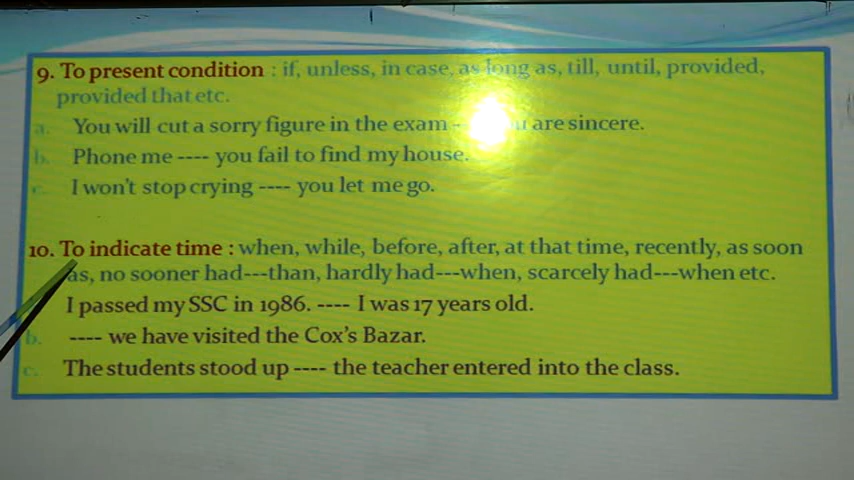 9. To present condition : if, unless, in case, as long as, till, until, provided,
provided that etc.
a. You will cut a sorry figure in the exam - are sincere.
b. Phone me ---- you fail to find my house.
c. I won't stop crying ---- you let me go.
10. To indicate time : when, while, before, after, at that time, recently, as soon
as, no sooner had---than, hardly had---when, scarcely had---when etc.
I passed my SSC in 1986. ---- I was 17 years old.
b. ---- we have visited the Cox's Bazar.
c. The students stood up ---- the teacher entered into the class.